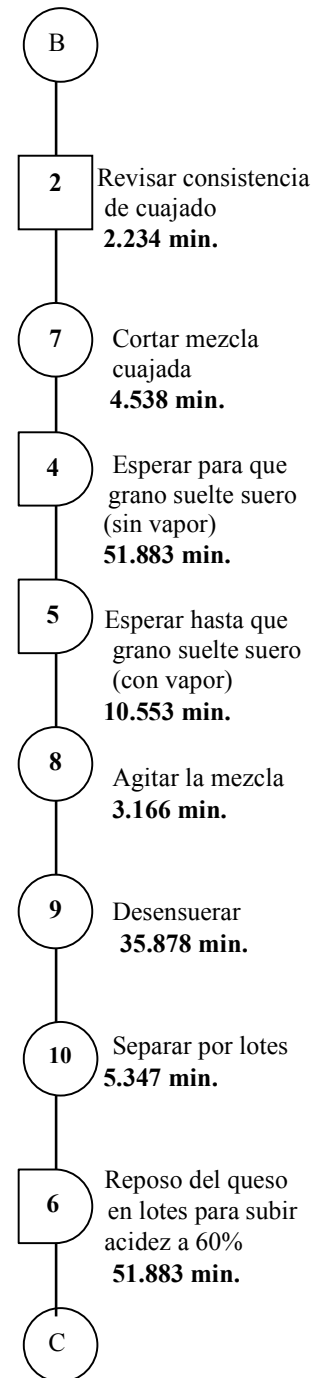 B
2
Revisar consistencia
de cuajado
2.234 min.
7
Cortar mezcla
cuajada
4.538 min.
4
Esperar para que
grano suelte suero
(sin vapor)
51.883 min.
5
Esperar hasta que
grano suelte suero
(con vapor)
10.553 min.
8
Agitar la mezcla
3.166 min.
9
Desensuerar
35.878 min.
10
Separar por lotes
5.347 min.
6
Reposo del queso
en lotes para subir
acidez a 60%
51.883 min.
C